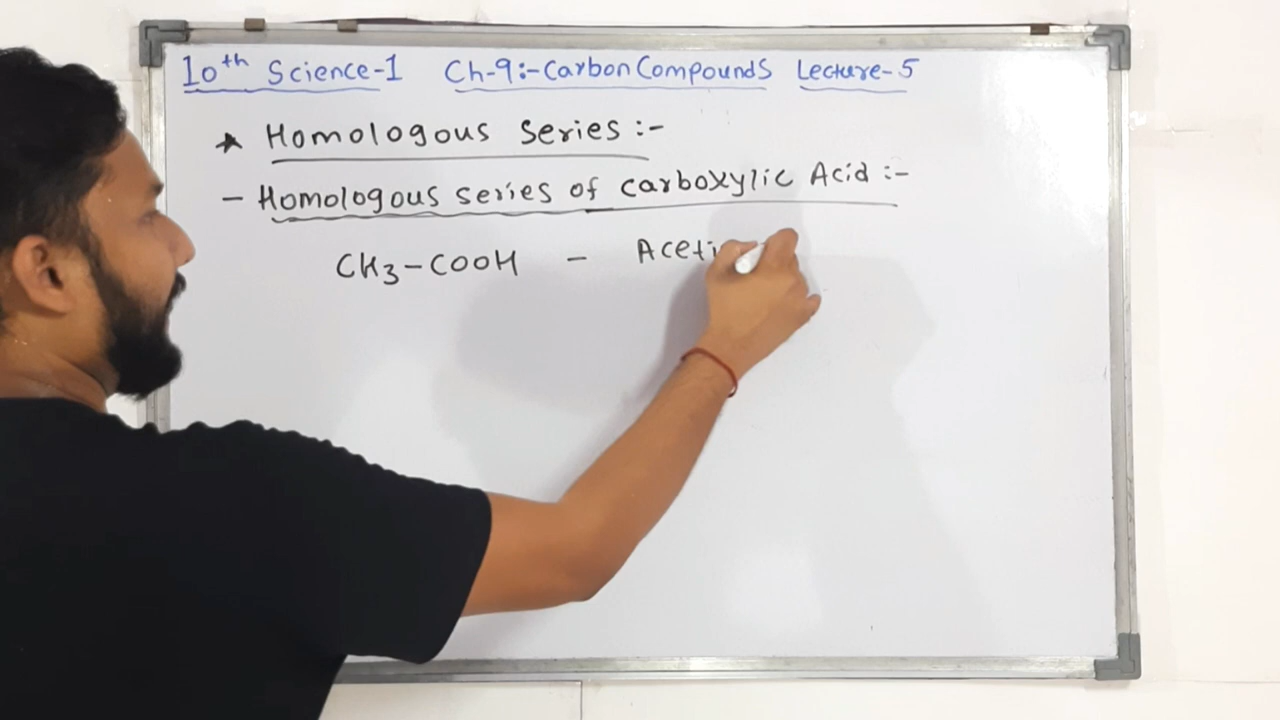 10th Science-1 Ch-9:- Carbon Compounds Lecture-5
★ Homologous Series :-
- Homologous series of carboxylic Acid :-
CH3-COOH - Aceti